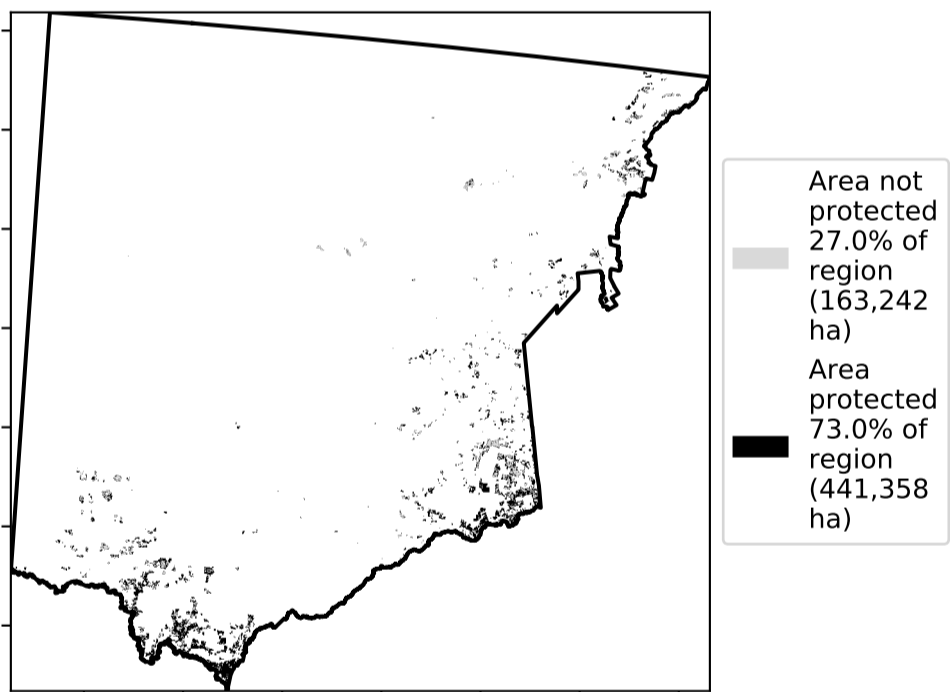 Area not
protected
27.0% of
region
(163,242
ha)
Area
protected
73.0% of
region
(441,358
ha)